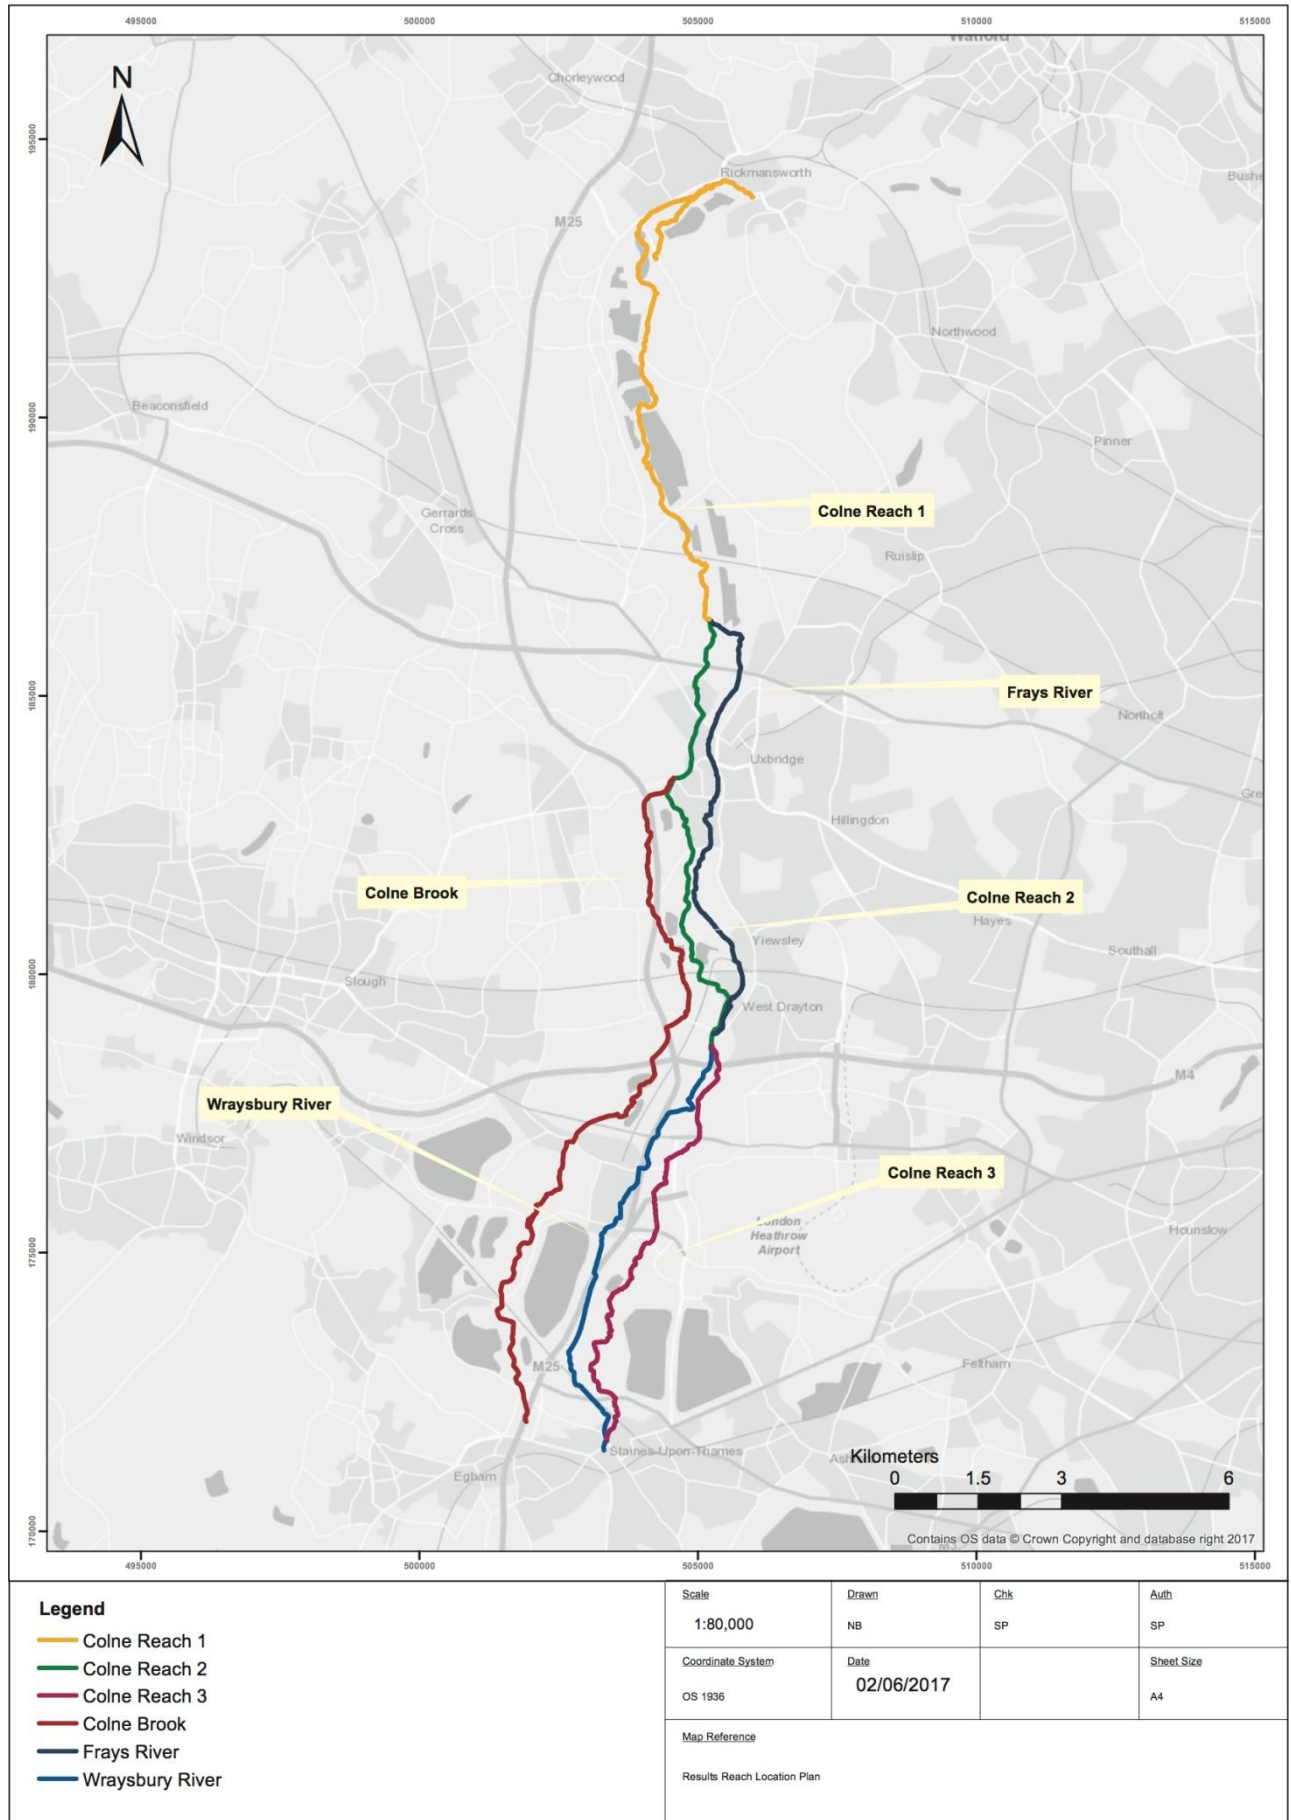 495000 500000 505000 510000 515000
Watford
N
Chorleywood
195000
Rickmansworth
M25
Northwood
Beaconsfield
190000
Pinner
Colne Reach 1
Gerrards
Cross
Ruislip
Frays River
185000
Northolt
Uxbridge
Hillingdon
Colne Brook
Colne Reach 2
Hayes
Yiewsley
Southall
180000
Slough
West Drayton
M4
Wraysbury River
Windsor
Colne Reach 3
London
Heathrow
Airport
Hounslow
175000
M25
Feltham
Staines-Upon-Thames
Egham
Kilometers
0 1.5 3 6
170000
Contains OS data © Crown Copyright and database right 2017
495000 500000 505000 510000 515000
Legend
Colne Reach 1
Colne Reach 2
Colne Reach 3
Colne Brook
Frays River
Wraysbury River
Scale
1:80,000
Drawn
NB
Chk
SP
Auth
SP
Coordinate System
OS 1936
Date
02/06/2017
Sheet Size
A4
Map Reference
Results Reach Location Plan